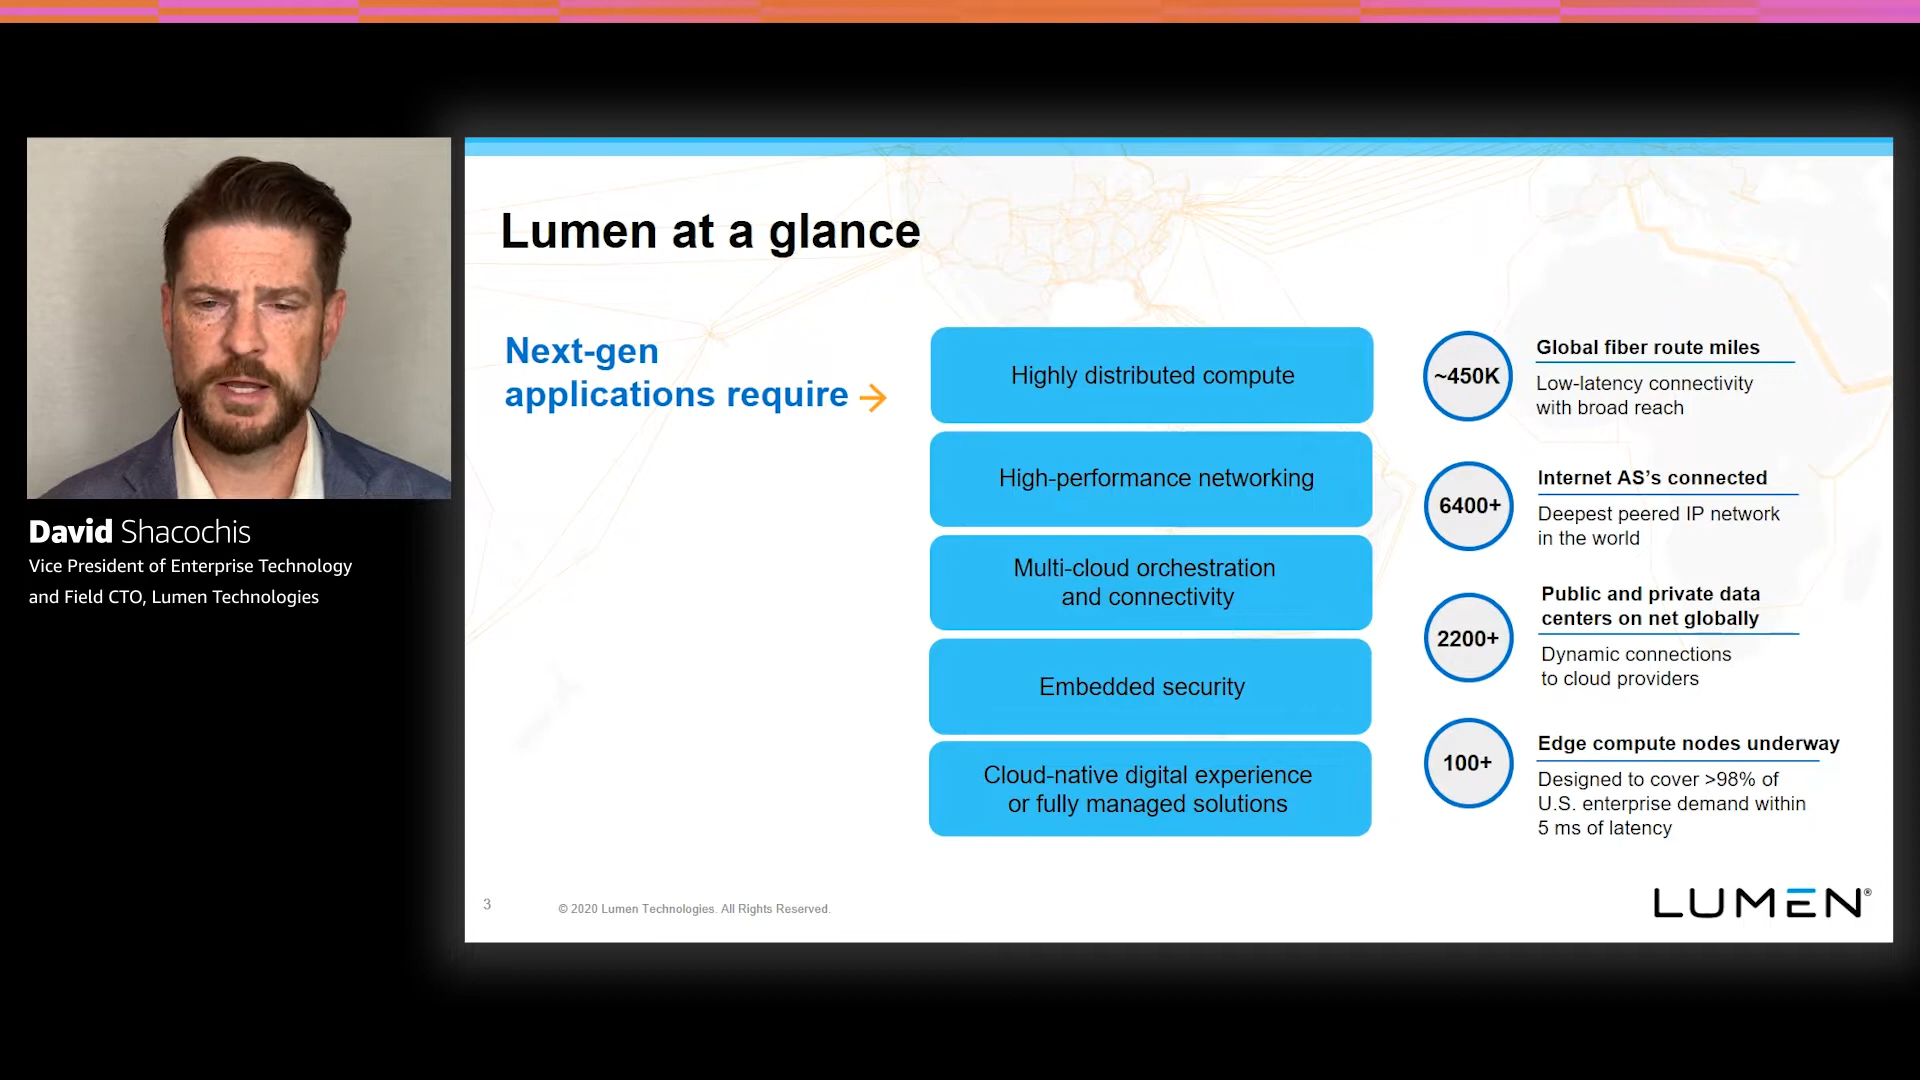 David Shacochis
Vice President of Enterprise Technology
and Field CTO, Lumen Technologies
Lumen at a glance
Next-gen
applications require →
Highly distributed compute
High-performance networking
Multi-cloud orchestration
and connectivity
Embedded security
Cloud-native digital experience
or fully managed solutions
~450K
Global fiber route miles
Low-latency connectivity
with broad reach
6400+
Internet AS's connected
Deepest peered IP network
in the world
2200+
Public and private data
centers on net globally
Dynamic connections
to cloud providers
100+
Edge compute nodes underway
Designed to cover >98% of
U.S. enterprise demand within
5 ms of latency
3
© 2020 Lumen Technologies. All Rights Reserved.
LUMEN®